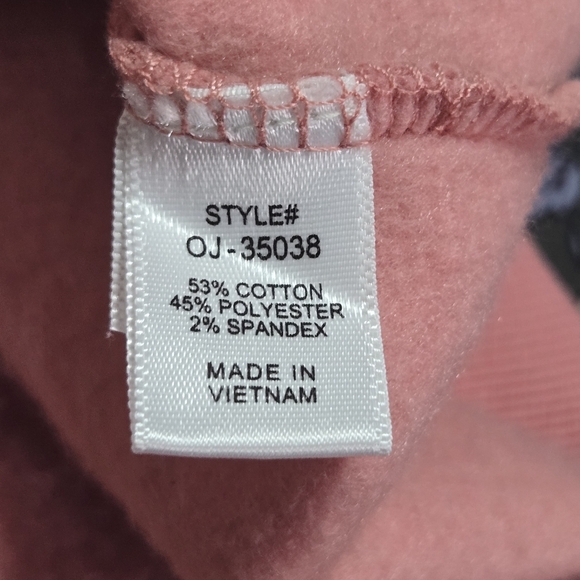 STYLE#
OJ-35038
53% COTTON
45% POLYESTER
2% SPANDEX
MADE IN
VIETNAM